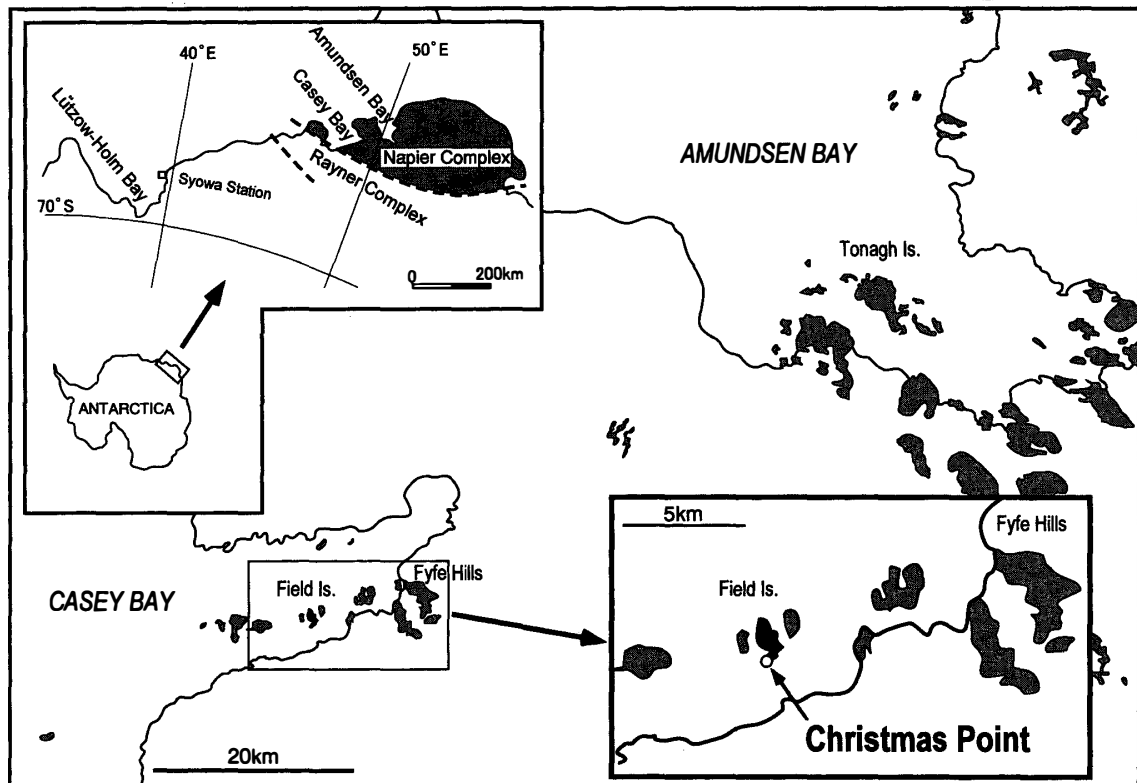 40°E
50°E
Amundsen Bay
Casey Bay
Lützow-Holm Bay
Napier Complex
Rayner Complex
Syowa Station
70°S
0
200km
ANTARCTICA
AMUNDSEN BAY
Tonagh Is.
CASEY BAY
Field Is.
Fyfe Hills
20km
5km
Fyfe Hills
Field Is.
Christmas Point